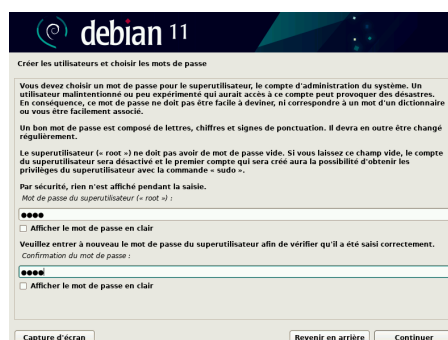 debian 11
Créer les utilisateurs et choisir les mots de passe
Vous devez choisir un mot de passe pour le superutilisateur, le compte d'administration du système. Un
utilisateur malintentionné ou peu expérimenté qui aurait accès à ce compte peut provoquer des désastres.
En conséquence, ce mot de passe ne doit pas être facile à deviner, ni correspondre à un mot d'un dictionnaire
ou vous être facilement associé.
Un bon mot de passe est composé de lettres, chiffres et signes de ponctuation. Il devra en outre être changé
régulièrement.
Le superutilisateur (« root ») ne doit pas avoir de mot de passe vide. Si vous laissez ce champ vide, le compte
du superutilisateur sera désactivé et le premier compte qui sera créé aura la possibilité d'obtenir les
privilèges du superutilisateur avec la commande « sudo ».
Par sécurité, rien n'est affiché pendant la saisie.
Mot de passe du superutilisateur (« root ») :
●●●●
Afficher le mot de passe en clair
Veuillez entrer à nouveau le mot de passe du superutilisateur afin de vérifier qu'il a été saisi correctement.
Confirmation du mot de passe :
●●●●
Afficher le mot de passe en clair
Capture d'écran Revenir en arrière Continuer